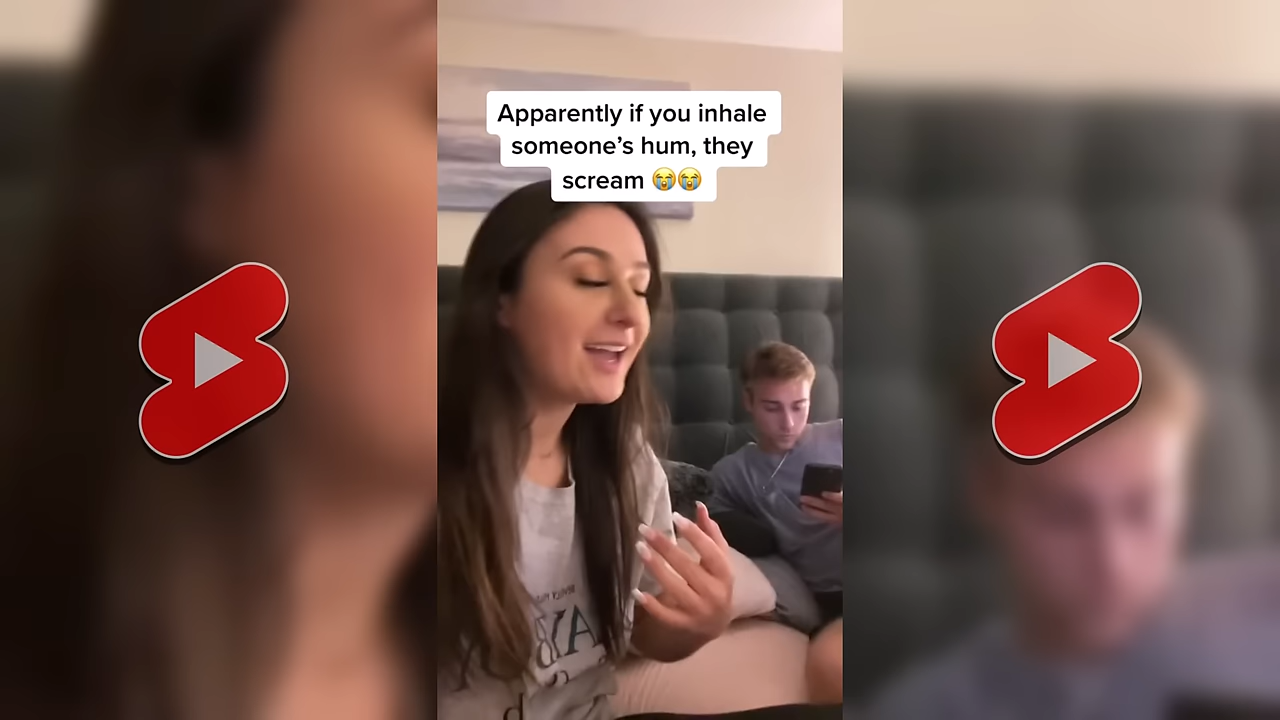 Apparently if you inhale
someone’s hum, they
scream 😭😭